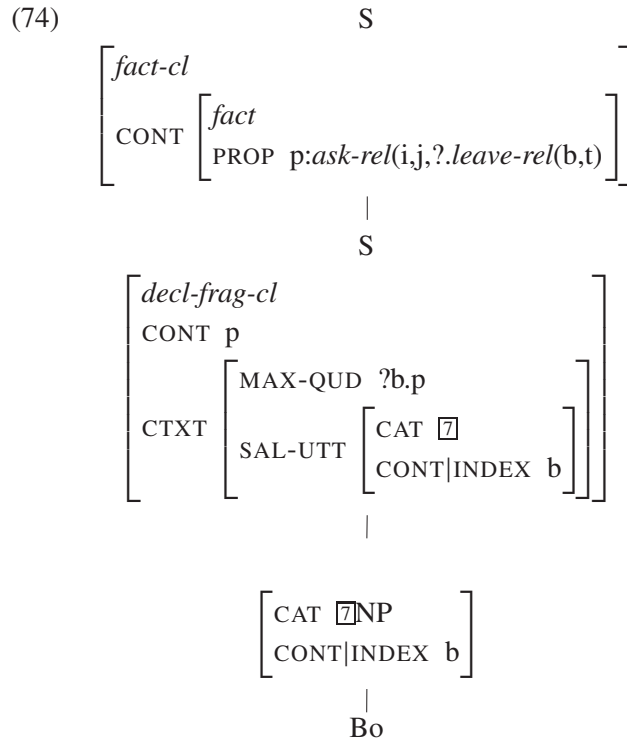 (74) S
fact-cl
CONT fact
PROP p:ask-rel(i,j,?.leave-rel(b,t)
S
decl-frag-cl
CONT p
CTXT MAX-QUD ?b.p
SAL-UTT CAT 7
CONT|INDEX b
CAT 7NP
CONT|INDEX b
Bo